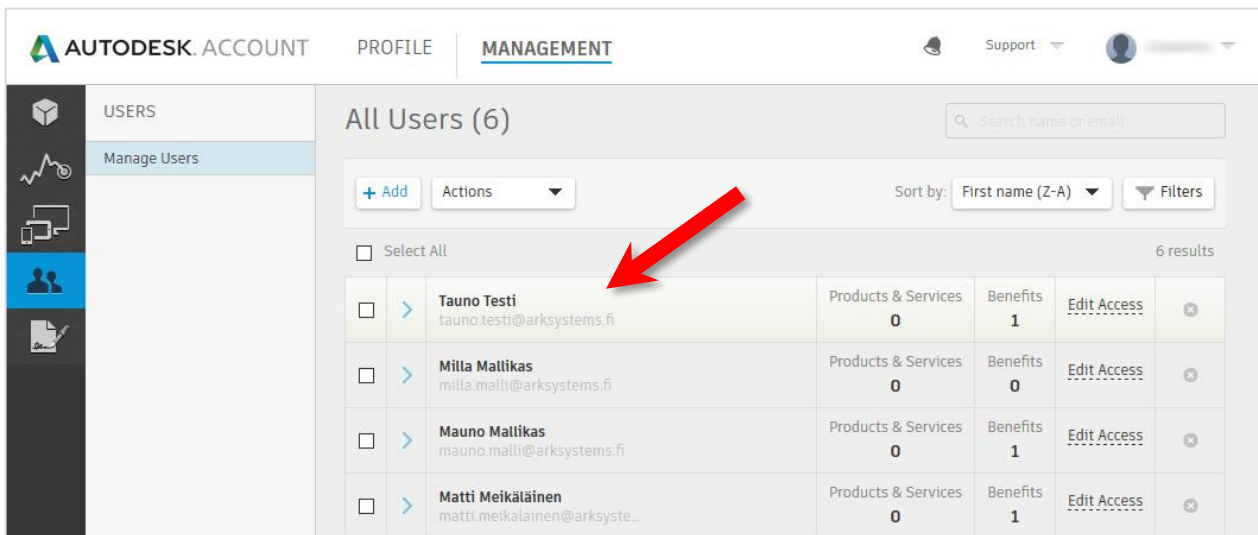 AUTODESK. ACCOUNT PROFILE MANAGEMENT Support
USERS
Manage Users
All Users (6)
Search name or email
+ Add Actions Sort by: First name (Z-A) Filters
Select All 6 results
Tauno Testi Products & Services Benefits Edit Access
tauno.testi@arksystems.fi 0 1
Milla Mallikas Products & Services Benefits Edit Access
milla.malli@arksystems.fi 0 0
Mauno Mallikas Products & Services Benefits Edit Access
mauno.malli@arksystems.fi 0 1
Matti Meikäläinen Products & Services Benefits Edit Access
matti.meikalainen@arksyste... 0 1